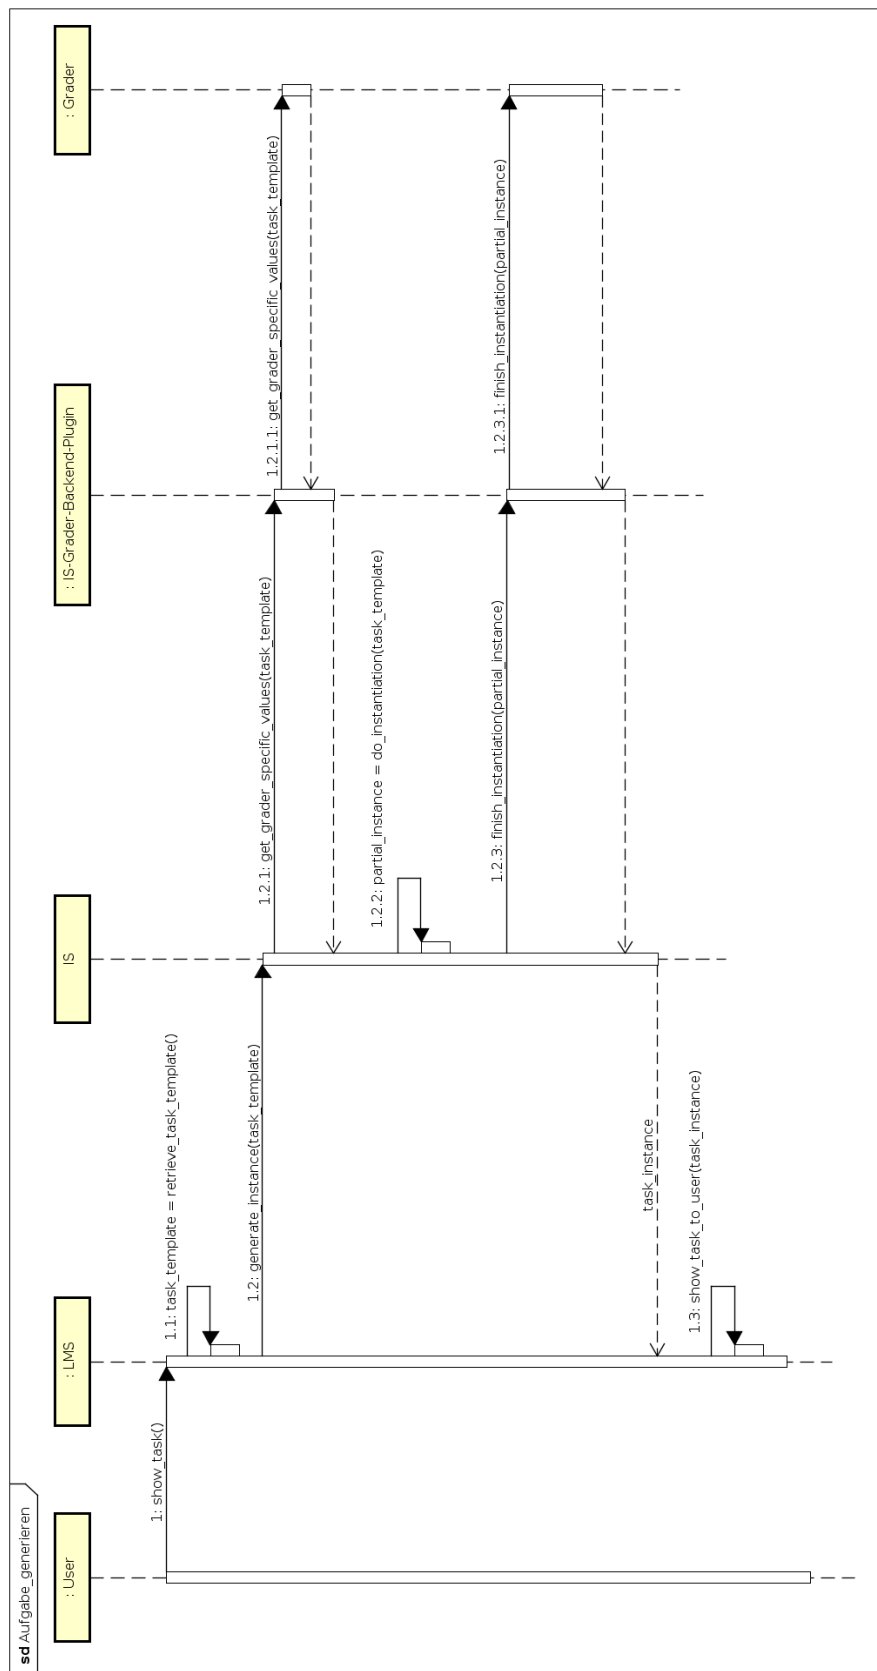 sd Aufgabe_generieren
: User
: LMS
IS
: IS-Grader-Backend-Plugin
: Grader
1: show_task()
1.1: task_template = retrieve_task_template()
1.2: generate_instance(task_template)
1.2.1: get_grader_specific_values(task_template)
1.2.1.1: get_grader_specific_values(task_template)
1.2.2: partial_instance = do_instantiation(task_template)
1.2.3: finish_instantiation(partial_instance)
1.2.3.1: finish_instantiation(partial_instance)
task_instance
1.3: show_task_to_user(task_instance)